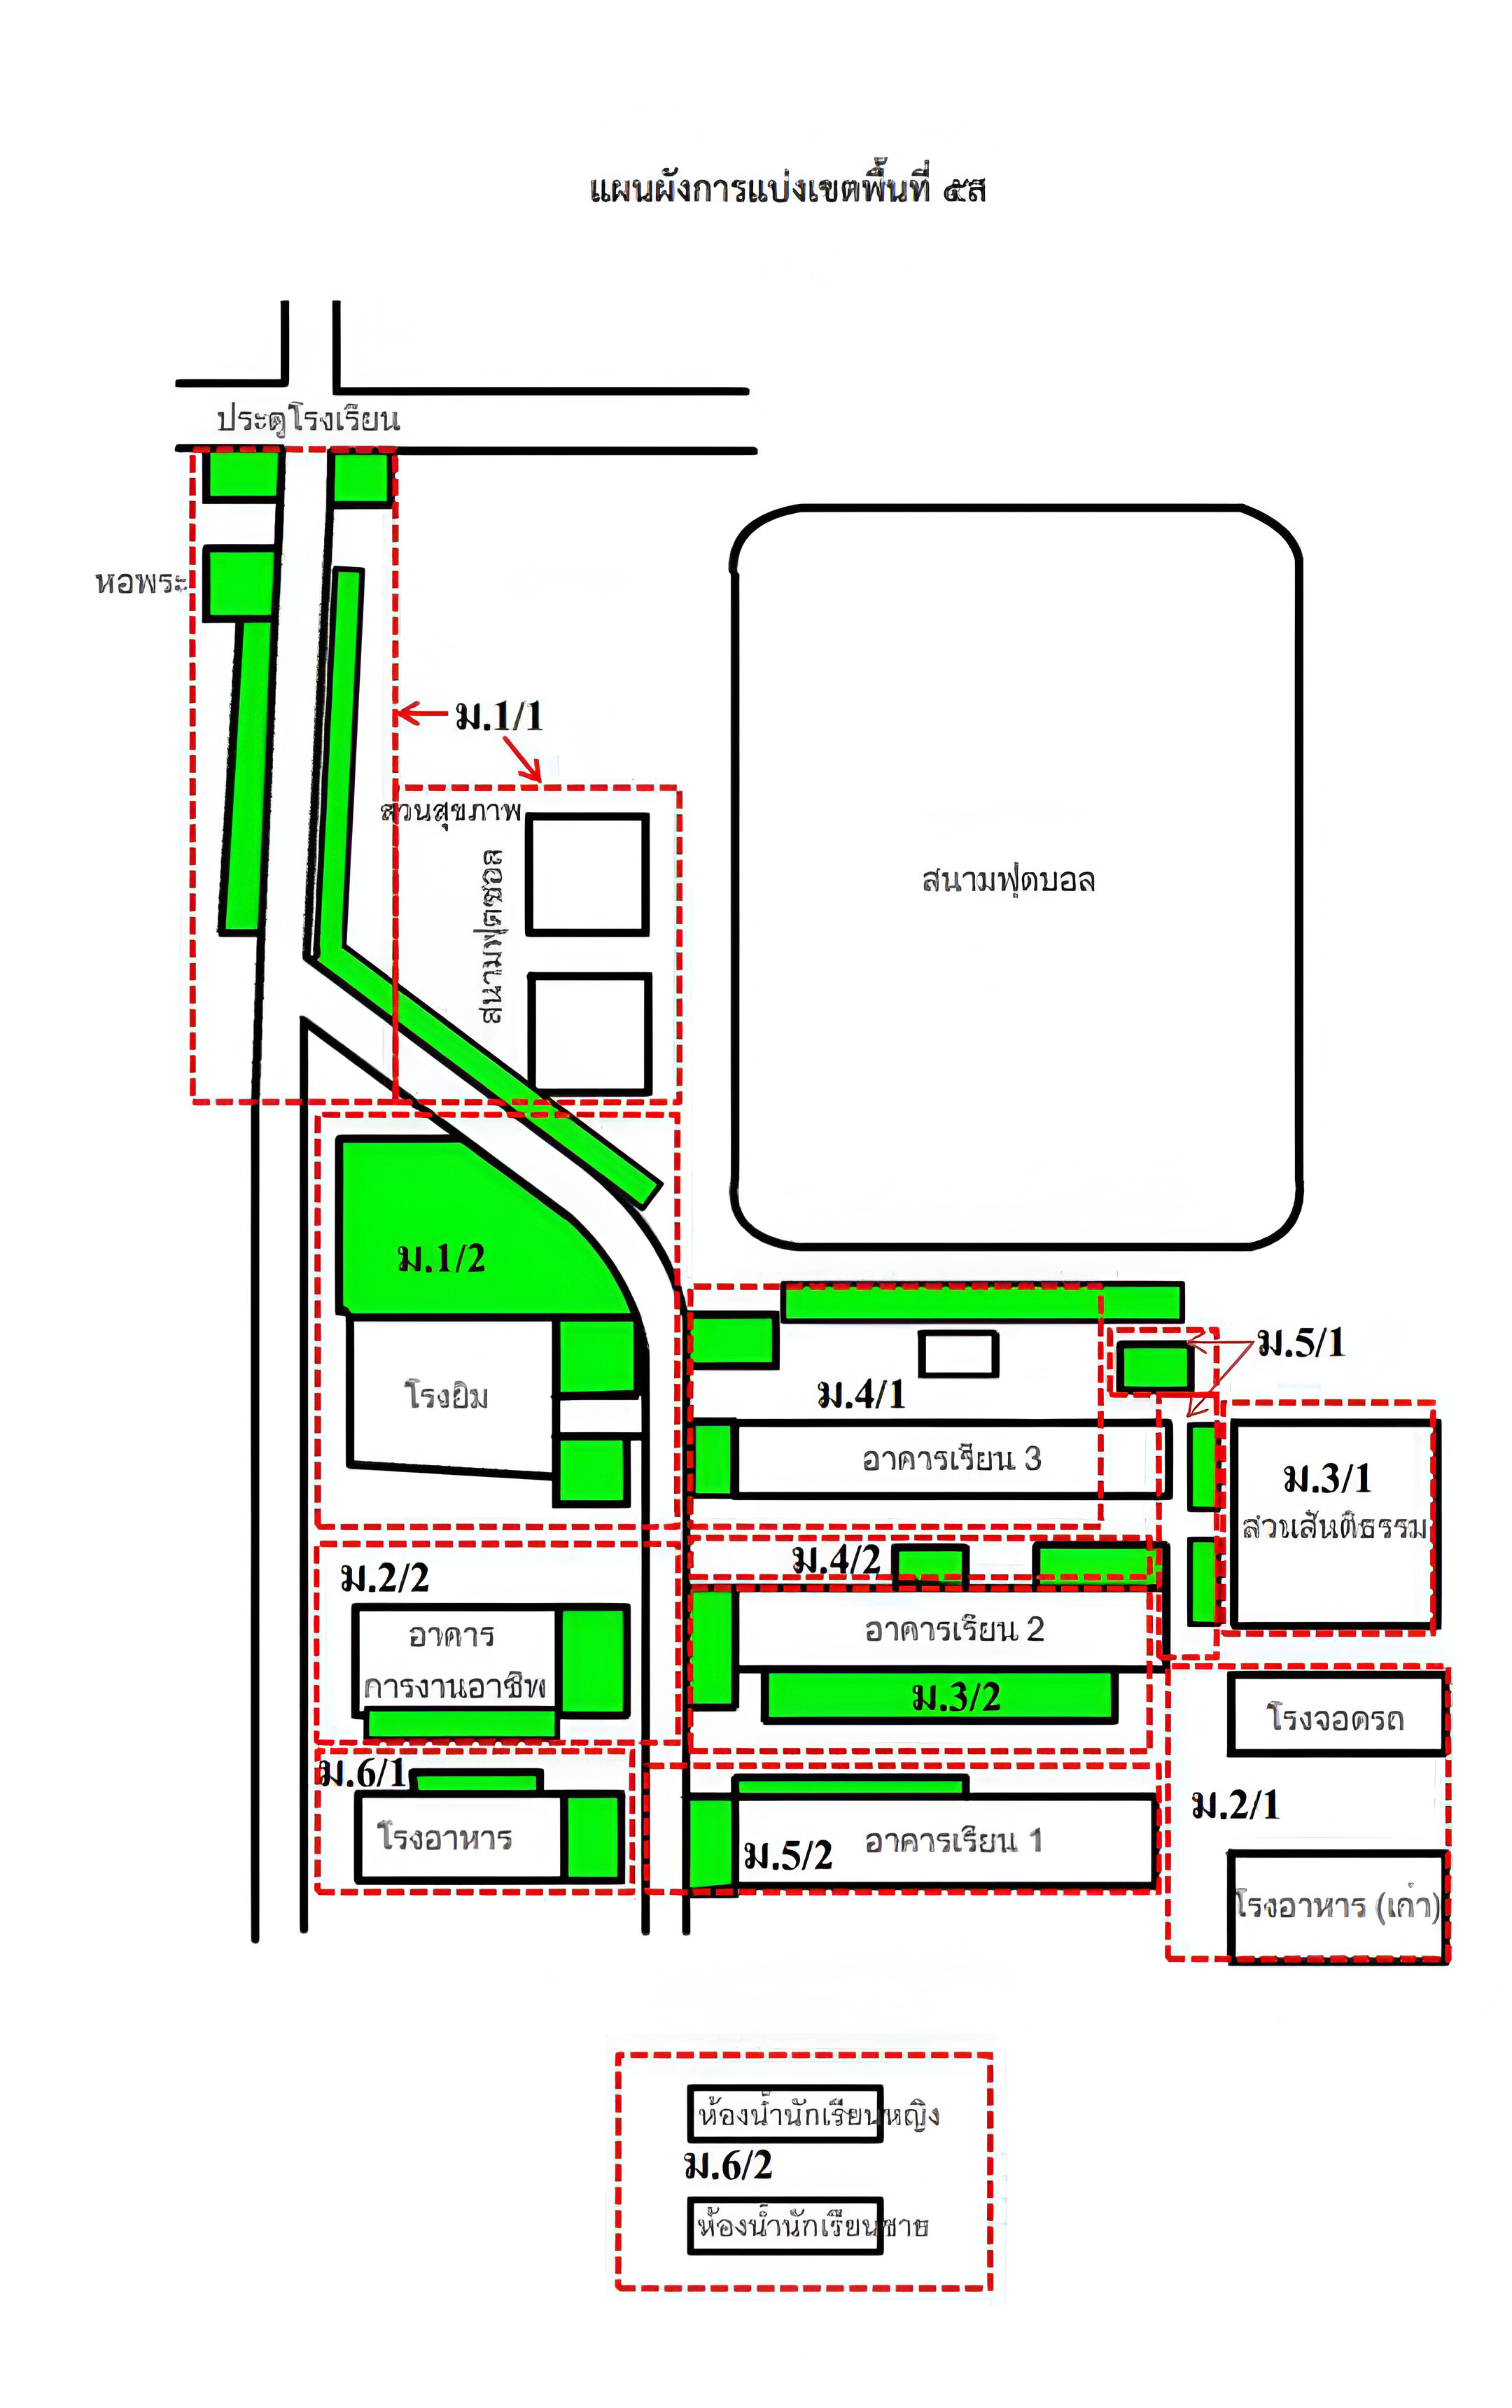 แผนผังการแบ่งเขตพื้นที่ ๕ส
ประตูโรงเรียน
หอพระ
ม.1/1
สวนสุขภาพ
สนามฟุตซอล
สนามฟุตบอล
ม.1/2
ม.5/1
โรงยิม
ม.4/1
อาคารเรียน 3
ม.3/1
สวนสันติธรรม
ม.2/2
ม.4/2
อาคาร
การงานอาชีพ
อาคารเรียน 2
ม.3/2
โรงจอดรถ
ม.6/1
ม.2/1
โรงอาหาร
ม.5/2
อาคารเรียน 1
โรงอาหาร (เก่า)
ห้องน้ำนักเรียนหญิง
ม.6/2
ห้องน้ำนักเรียนชาย